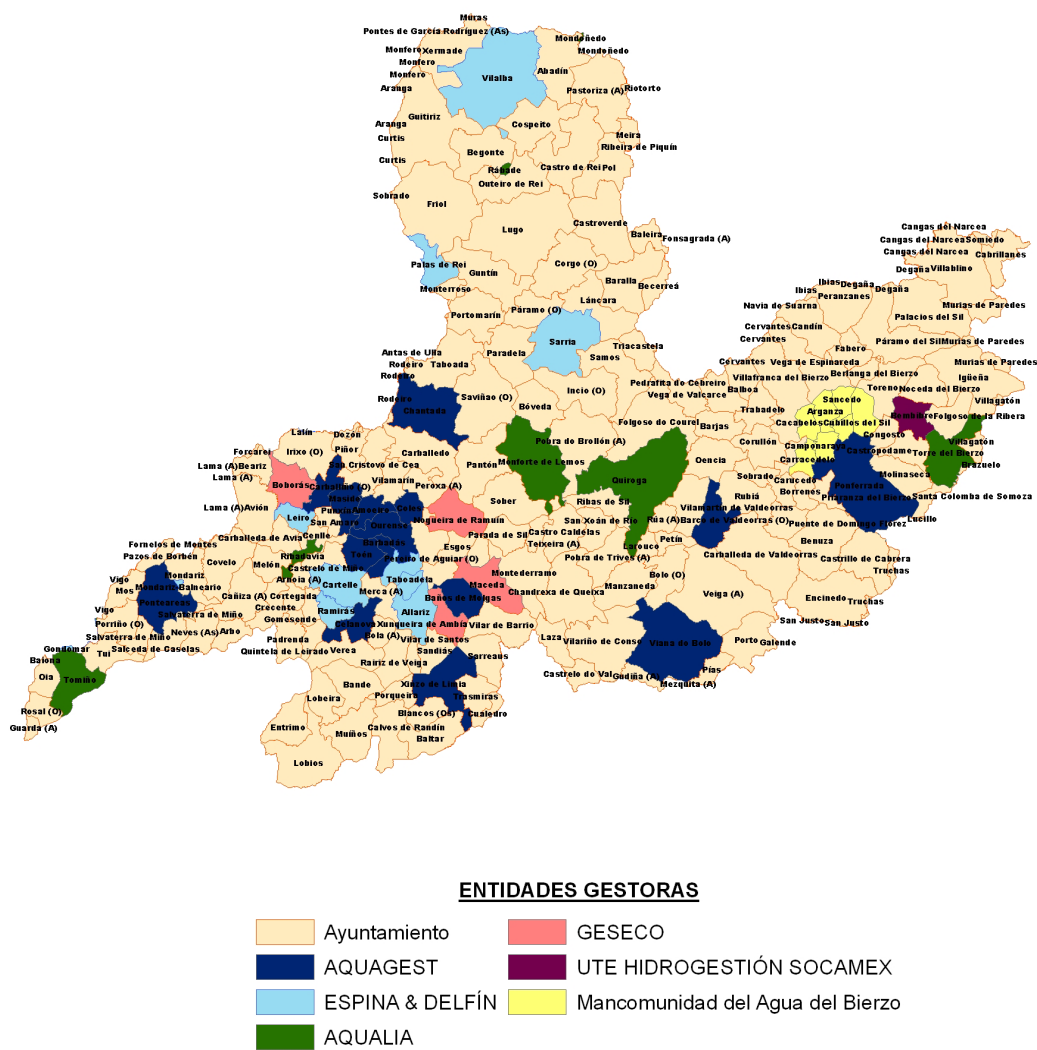 Muras
Pontes de García Rodríguez (As)
Mondoñedo
Monfero Xermade
Mondoñedo
Monfero
Monfero
Vilalba
Abadín
Aranga
Pastoriza (A)
Riotorto
Guitiriz
Aranga
Cospeito
Curtis
Meira
Ribeira de Piquín
Begonte
Curtis
Rábade
Castro de Rei
Pol
Outeiro de Rei
Sobrado
Friol
Castroverde
Lugo
Baleira
Fonsagrada (A)
Cangas del Narcea
Cangas del Narcea
Somiedo
Cangas del Narcea
Cabrillanes
Palas de Rei
Guntín
Corgo (O)
Degaña
Villablino
Baralla
Becerreá
Monterroso
Ibias
Degaña
Ibias
Degaña
Peranzanes
Láncara
Navia de Suarna
Murias de Paredes
Portomarín
Páramo (O)
Palacios del Sil
Cervantes
Candín
Cervantes
Sarria
Triacastela
Fabero
Páramo del Sil
Murias de Paredes
Antas de Ulla
Paradela
Samos
Rodeiro
Taboada
Cervantes
Vega de Espinareda
Murias de Paredes
Rodeiro
Pedrafita do Cebreiro
Villafranca del Bierzo
Berlanga del Bierzo
Igüeña
Rodeiro
Chantada
Saviñao (O)
Incio (O)
Vega de Valcarce
Balboa
Toreno
Noceda del Bierzo
Sancedo
Villagatón
Bóveda
Trabadelo
Arganza
Bembibre
Folgoso de la Ribera
Folgoso do Courel
Barjas
Cacabelos
Cubillos del Sil
Congosto
Lalín
Dozón
Pobra de Brollón (A)
Corullón
Camponaraya
Castropodame
Villagatón
Forcarei
Irixo (O)
Piñor
Carballedo
Torre del Bierzo
Lama (A)
Beariz
San Cristovo de Cea
Pantón
Monforte de Lemos
Oencia
Carracedelo
Brazuelo
Lama (A)
Vilamarín
Quiroga
Sobrado
Carucedo
Molinaseca
Boborás
Carballiño (O)
Peroxa (A)
Borrenes
Ponferrada
Maside
Sober
Ribas de Sil
Rubiá
Priaranza del Bierzo
Santa Colomba de Somoza
Lama (A)
Avión
Punxín
Amoeiro
Coles
Vilamartín de Valdeorras
Leiro
San Amaro
Ourense
Nogueira de Ramuín
San Xoán de Río
Rúa (A)
Barco de Valdeorras (O)
Puente de Domingo Flórez
Lucillo
Carballeda de Avia
Cenlle
Parada de Sil
Castro Caldelas
Petín
Benuza
Fornelos de Montes
Barbadás
Esgos
Teixeira (A)
Larouco
Pazos de Borbén
Ribadavia
Toén
Pereiro de Aguiar (O)
Pobra de Trives (A)
Carballeda de Valdeorras
Castrillo de Cabrera
Covelo
Melón
Castrelo de Miño
Montederramo
Bolo (O)
Truchas
Vigo
Mondariz
Arnoia (A)
Cartelle
Taboadela
Maceda
Manzaneda
Mos
Mondariz-Balneario
Merca (A)
Baños de Molgas
Chandrexa de Queixa
Veiga (A)
Encinedo
Truchas
Ponteareas
Cañiza (A)
Cortegada
Vigo
Salvaterra de Miño
Crecente
Ramirás
Allariz
Porriño (O)
Gomesende
Celanova
Xunqueira de Ambía
Vilar de Barrio
San Justo
San Justo
Salvaterra de Miño
Neves (As)
Arbo
Padrenda
Bola (A)
Vilar de Santos
Laza
Vilariño de Conso
Viana do Bolo
Porto
Galende
Gondomar
Tui
Salceda de Caselas
Quintela de Leirado
Verea
Sandiás
Sarreaus
Baiona
Rairiz de Veiga
Castrelo do Val
Gudiña (A)
Pías
Oia
Tomiño
Bande
Xinzo de Limia
Mezquita (A)
Lobeira
Porqueira
Trasmiras
Rosal (O)
Blancos (Os)
Cualedro
Guarda (A)
Entrimo
Muíños
Calvos de Randín
Baltar
Lobios
ENTIDADES GESTORAS
Ayuntamiento
AQUAGEST
ESPINA & DELFÍN
AQUALIA
GESECO
UTE HIDROGESTIÓN SOCAMEX
Mancomunidad del Agua del Bierzo